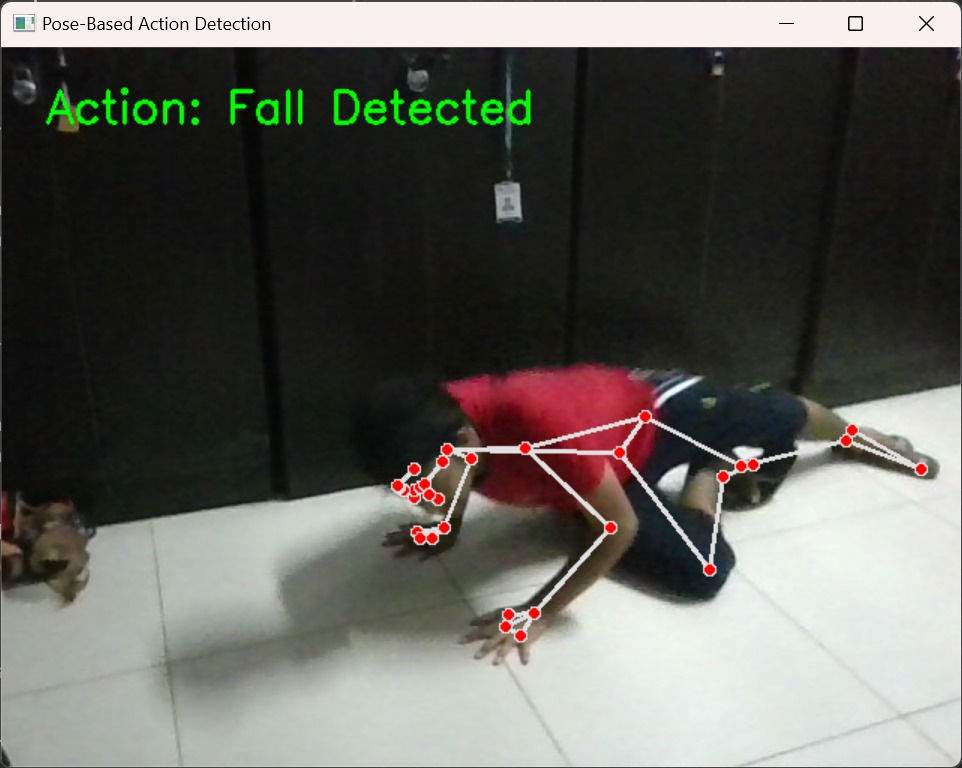 Pose-Based Action Detection
Action: Fall Detected